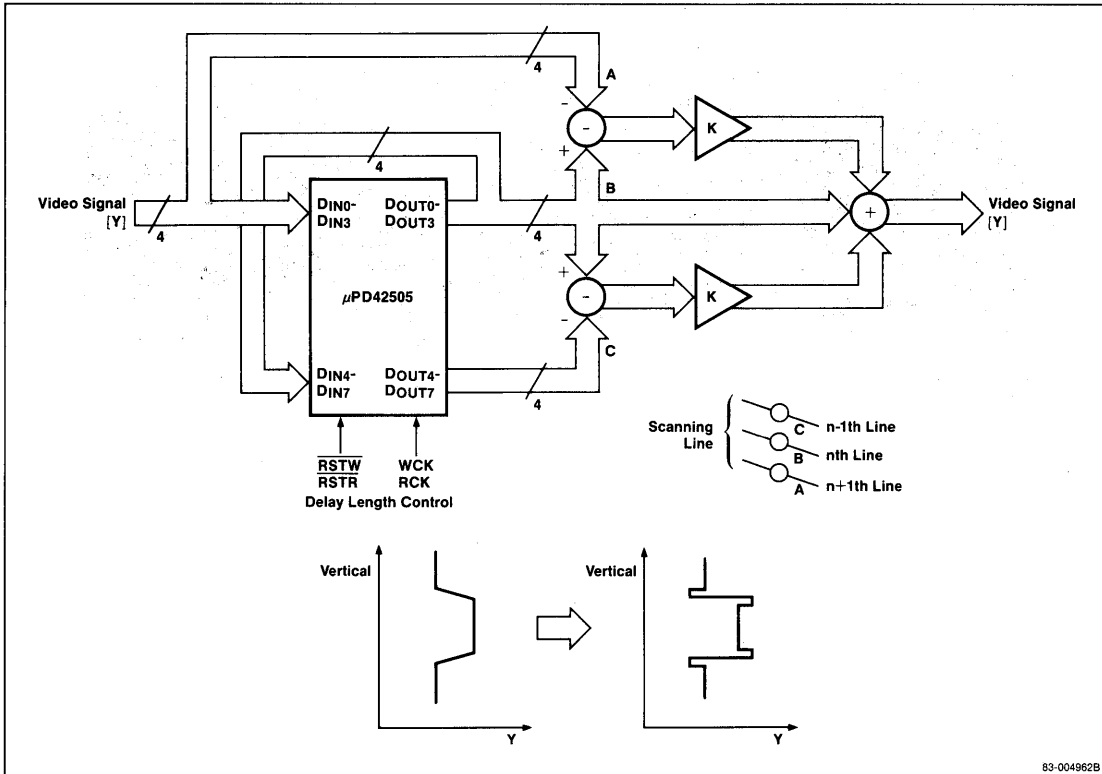 4
A
-
-
K
+
4
B
Video Signal
[Y]
4
DIN0-
DIN3
DOUT0-
DOUT3
4
+
Video Signal
[Y]
μPD42505
+
-
-
K
C
DIN4-
DIN7
DOUT4-
DOUT7
4
RSTW
RSTR
WCK
RCK
Delay Length Control
Scanning
Line
C
n-1th Line
B
nth Line
A
n+1th Line
Vertical
Y
Vertical
Y
83-004962B